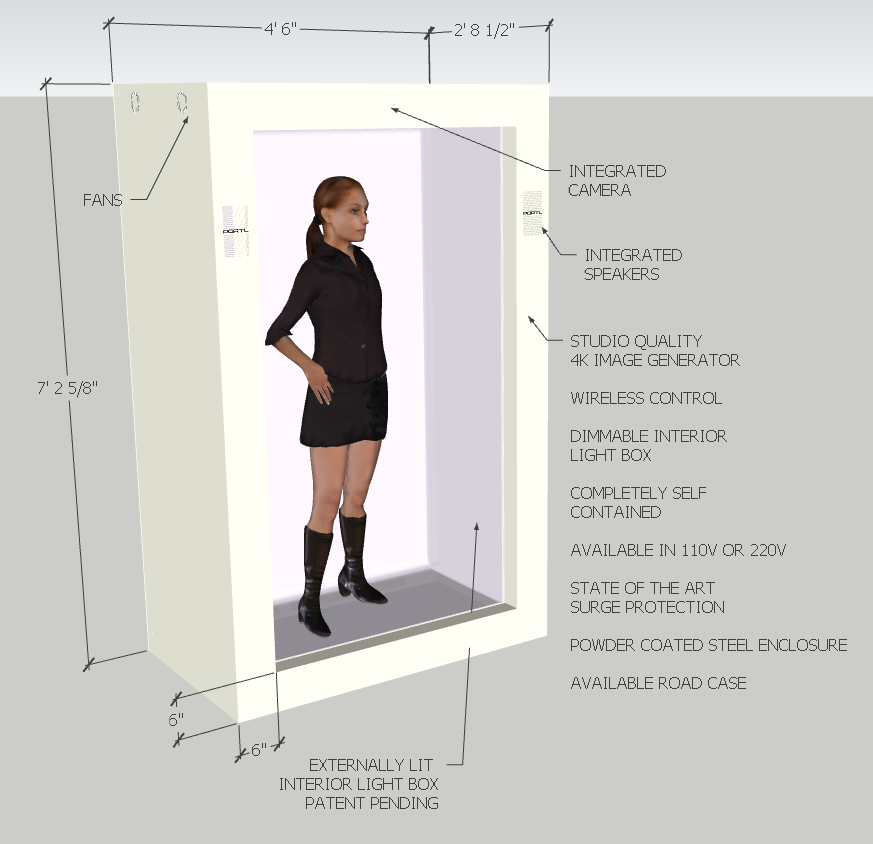 4' 6"
2' 8 1/2"
FANS
INTEGRATED
CAMERA
PORTL
PORTL
INTEGRATED
SPEAKERS
STUDIO QUALITY
4K IMAGE GENERATOR
7' 2 5/8"
WIRELESS CONTROL
DIMMABLE INTERIOR
LIGHT BOX
COMPLETELY SELF
CONTAINED
AVAILABLE IN 110V OR 220V
STATE OF THE ART
SURGE PROTECTION
POWDER COATED STEEL ENCLOSURE
AVAILABLE ROAD CASE
6"
6"
EXTERNALLY LIT
INTERIOR LIGHT BOX
PATENT PENDING